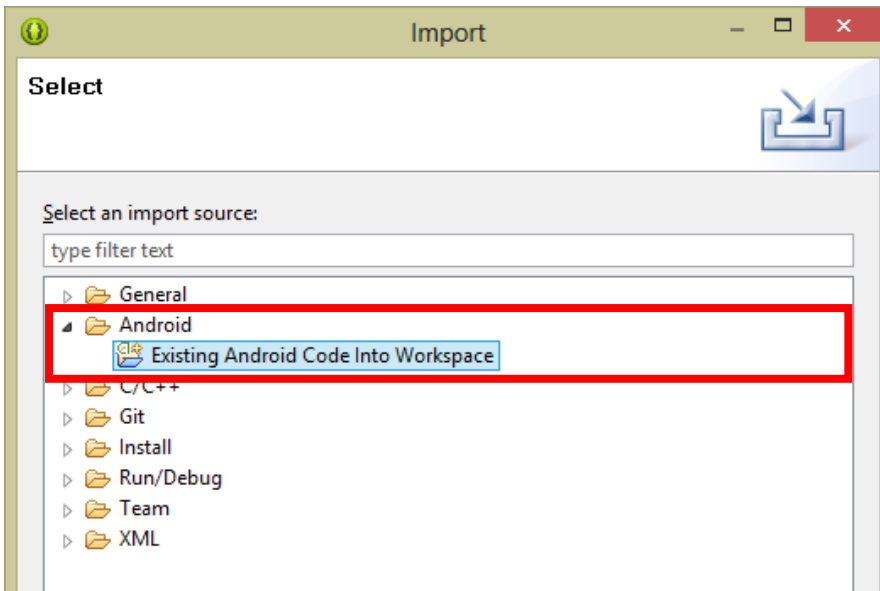 Import
Select
Select an import source:
type filter text
General
Android
Existing Android Code Into Workspace
C/C++
Git
Install
Run/Debug
Team
XML